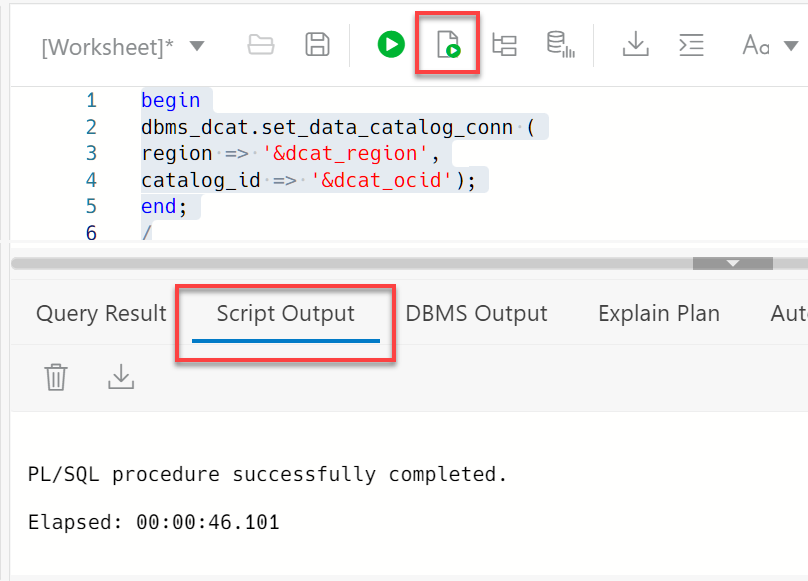 [Worksheet]* Aa
1 begin
2 dbms_dcat.set_data_catalog_conn (
3 region => '&dcat_region',
4 catalog_id => '&dcat_ocid');
5 end;
6 /
Query Result Script Output DBMS Output Explain Plan Aut
PL/SQL procedure successfully completed.
Elapsed: 00:00:46.101